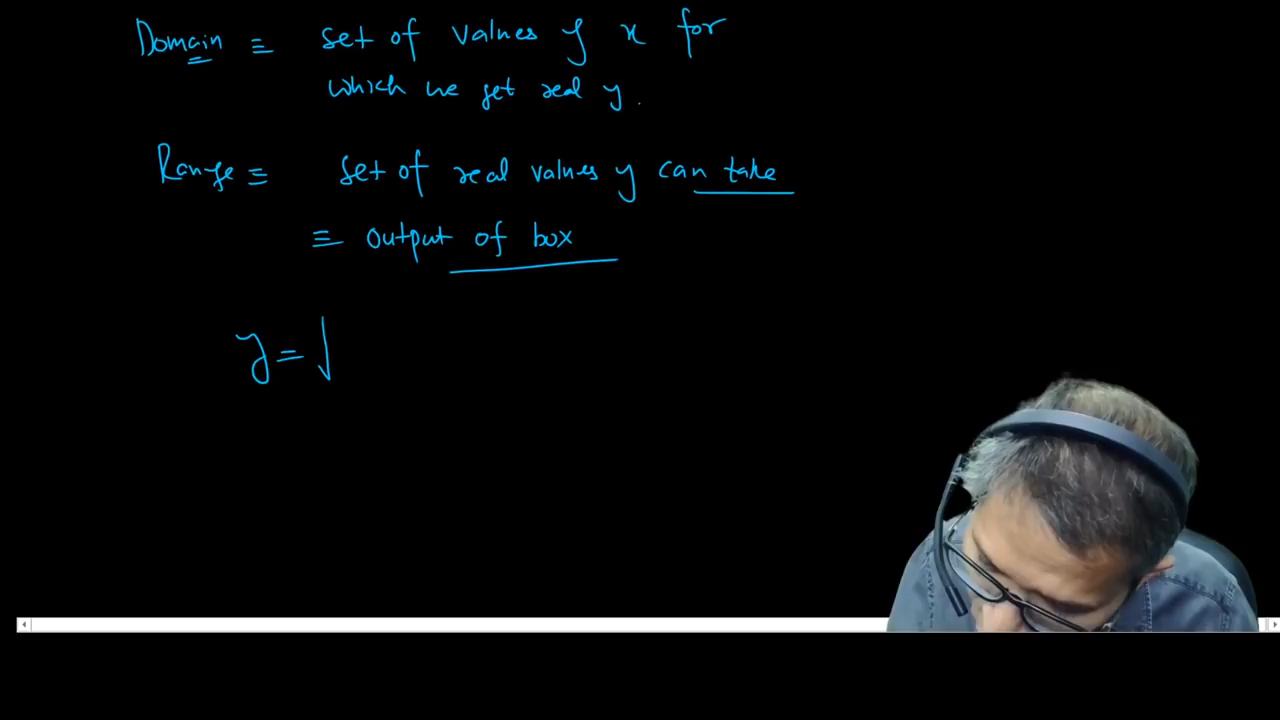 Domain ≡ set of values of x for
which we get real y.
Range ≡ set of real values y can take
≡ output of box
y = √